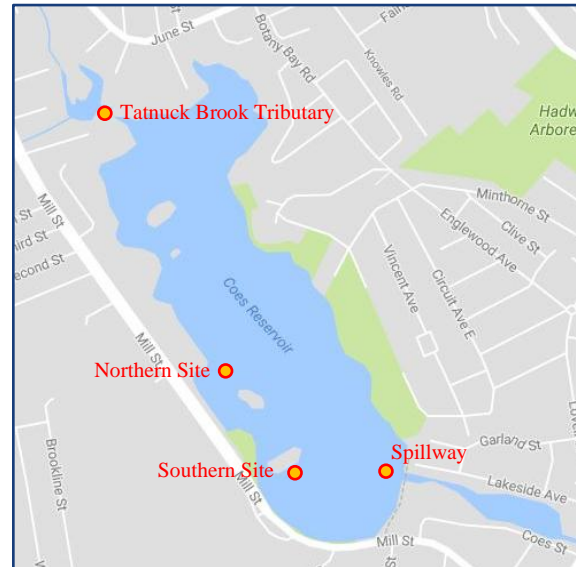 June St
Botany Bay Rd
Knowles Rd
Tatnuck Brook Tributary
Hadw
Arbore
Mill St
Third St
Second St
Minthorne St
Clive St
Englewood Ave
Vincent Ave
Circuit Ave E
Coes Reservoir
Mill St
Northern Site
Brookline St
Southern Site
Spillway
Garland St
Lakeside Ave
Mill St
Mill St
Coes St